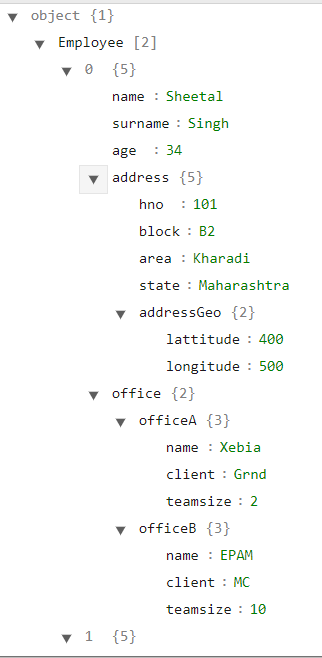 object {1}
Employee [2]
0 {5}
name : Sheetal
surname : Singh
age : 34
address {5}
hno : 101
block : B2
area : Kharadi
state : Maharashtra
addressGeo {2}
lattitude : 400
longitude : 500
office {2}
officeA {3}
name : Xebia
client : Grnd
teamsize : 2
officeB {3}
name : EPAM
client : MC
teamsize : 10
1 {5}